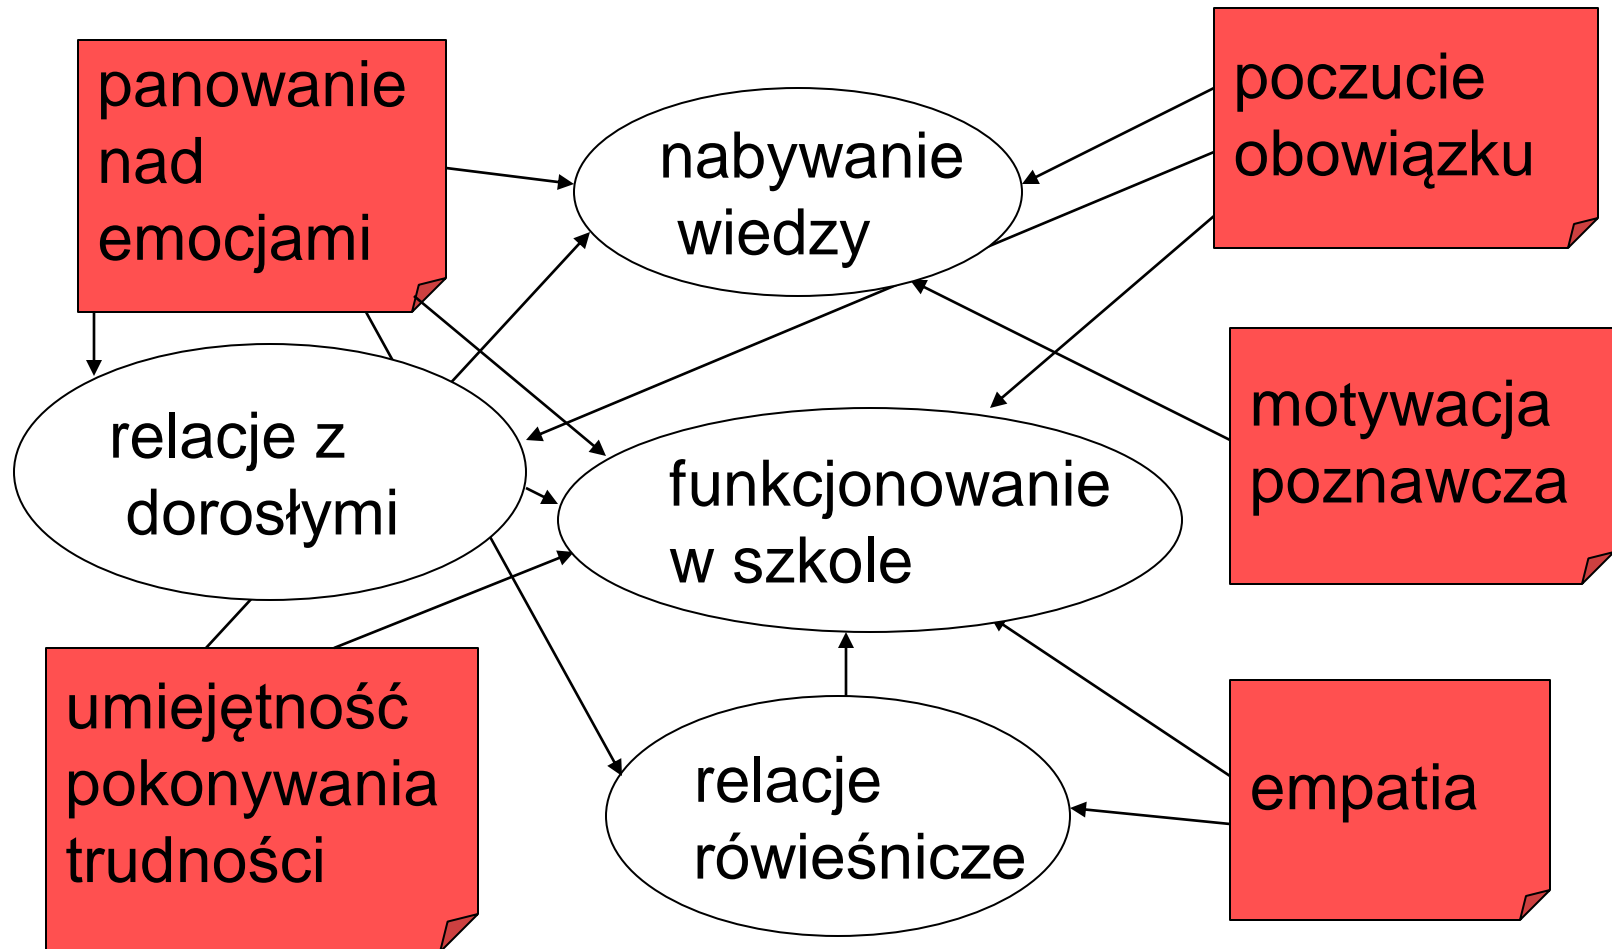 panowanie
nad
emocjami
nabywanie
wiedzy
poczucie
obowiązku
relacje z
dorosłymi
funkcjonowanie
w szkole
motywacja
poznawcza
umiejętność
pokonywania
trudności
relacje
rówieśnicze
empatia